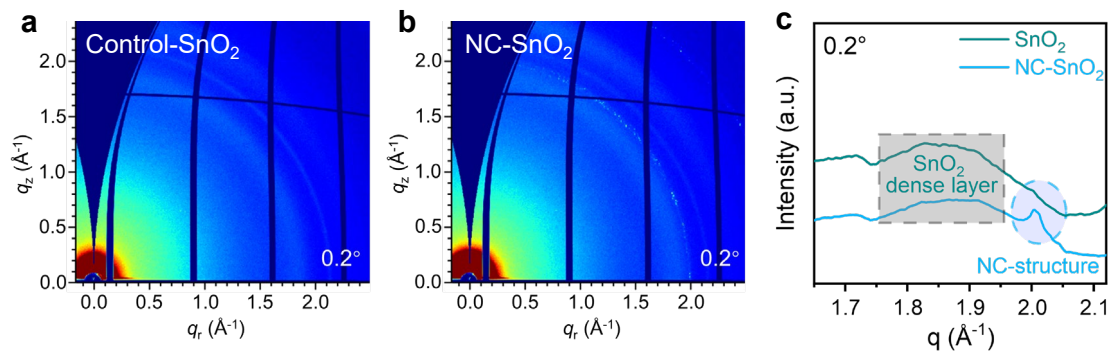 a
Control-SnO₂
2.0
1.5
1.0
0.5
0.0
qz (Å⁻¹)
0.2°
0.0 0.5 1.0 1.5 2.0
qr (Å⁻¹)
b
NC-SnO₂
2.0
1.5
1.0
0.5
0.0
qz (Å⁻¹)
0.2°
0.0 0.5 1.0 1.5 2.0
qr (Å⁻¹)
c
0.2°
SnO₂
NC-SnO₂
SnO₂
dense layer
NC-structure
Intensity (a.u.)
1.7 1.8 1.9 2.0 2.1
q (Å⁻¹)